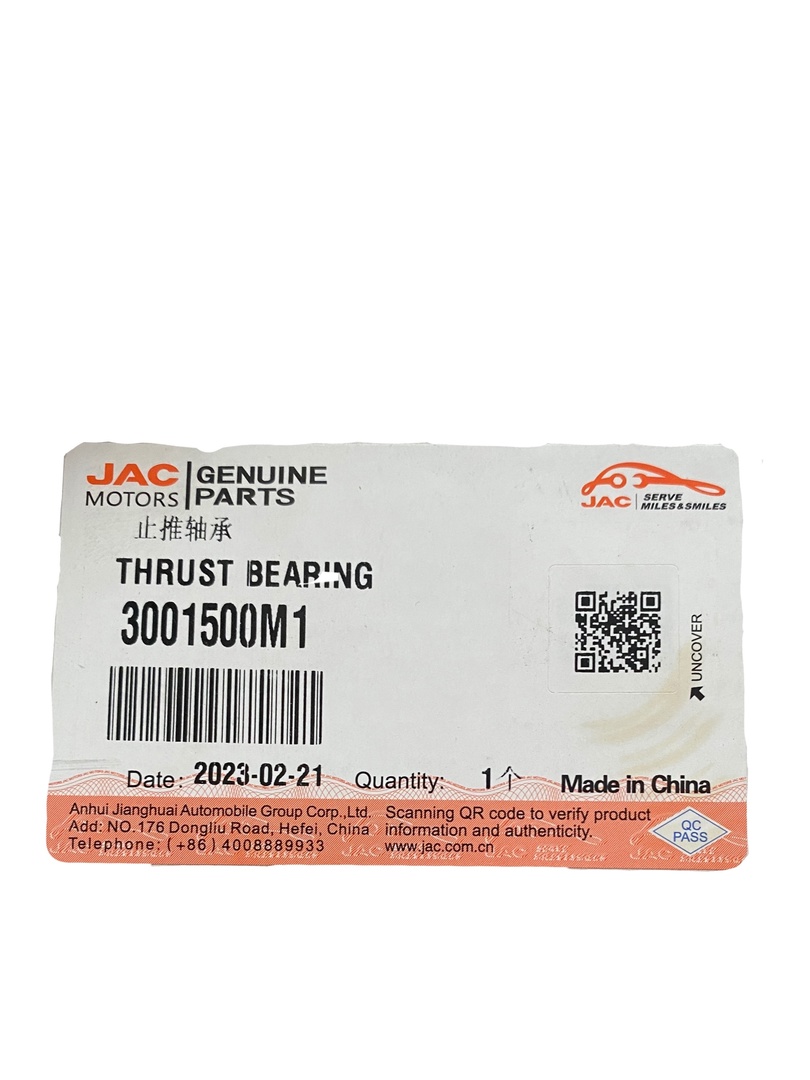 JAC MOTORS | GENUINE PARTS
JAC | SERVE MILES & SMILES
止推轴承
THRUST BEARING
3001500M1
UNCOVER
Date: 2023-02-21 Quantity: 1个 Made in China
Anhui Jianghuai Automobile Group Corp.,Ltd.
Add: NO.176 Dongliu Road, Hefei, China
Telephone: (+86) 4008889933
Scanning QR code to verify product
information and authenticity.
www.jac.com.cn
QC
PASS